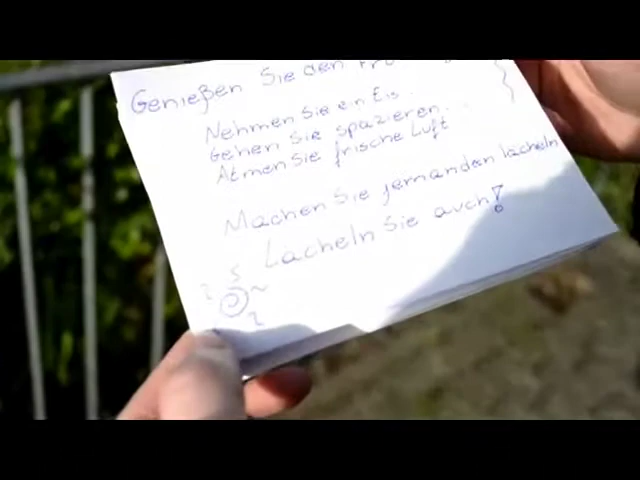 Genießen Sie den
Nehmen Sie ein Eis...
Gehen Sie spazieren...
Atmen Sie frische Luft
Machen Sie jemanden lächeln
Lächeln Sie auch!